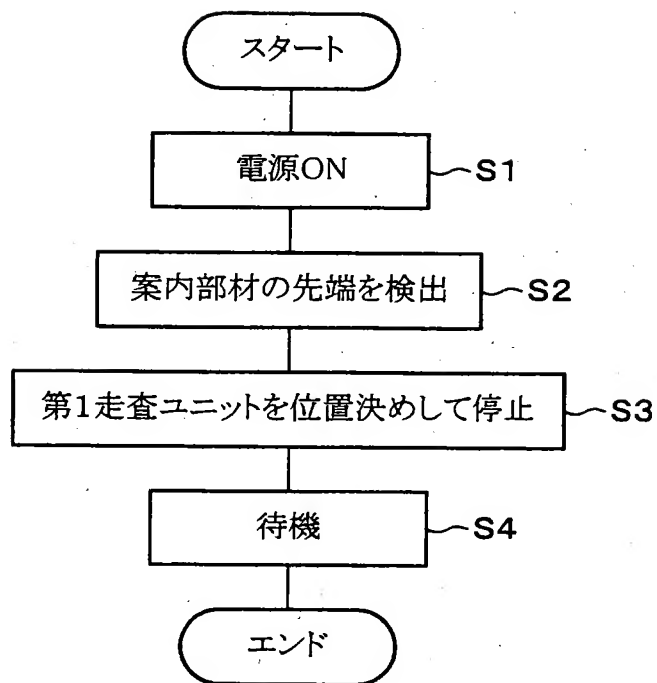 スタート
電源ON
S1
案内部材の先端を検出
S2
第1走査ユニットを位置決めして停止
S3
待機
S4
エンド